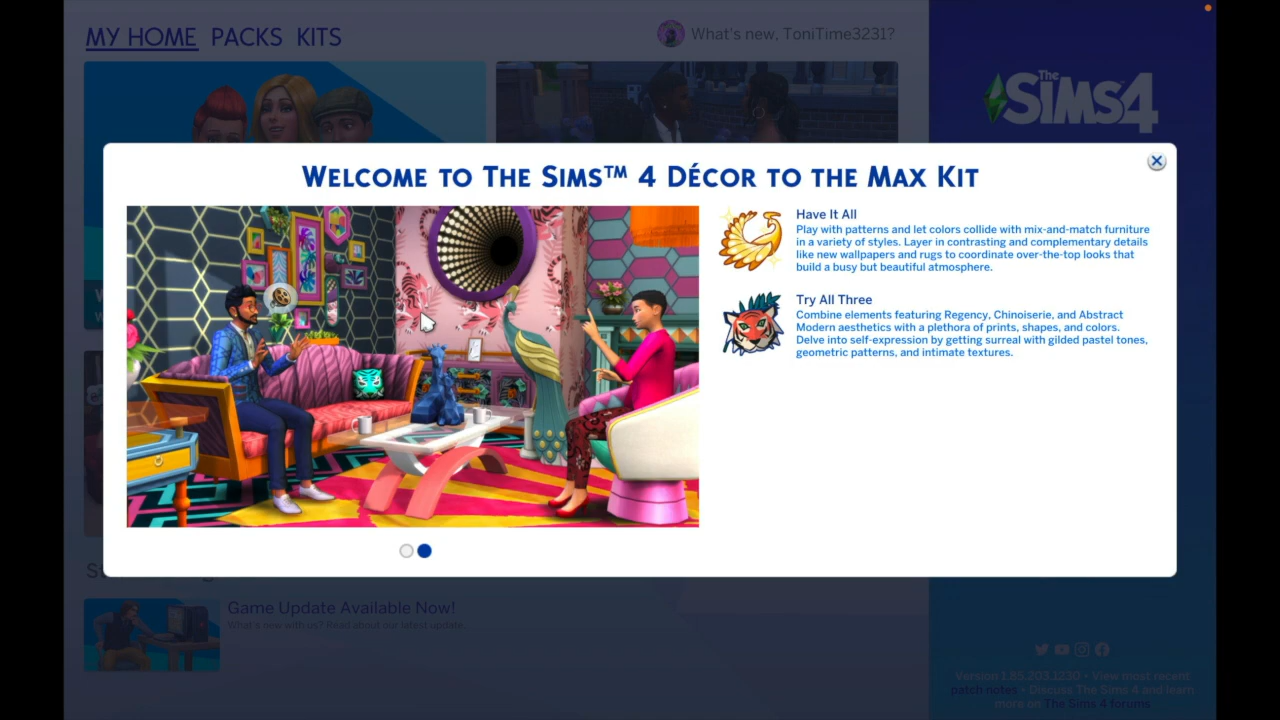 MY HOME PACKS KITS
What's new, ToniTime3231?
The SiMS 4
WELCOME TO THE SIMS™ 4 DÉCOR TO THE MAX KIT
Have It All
Play with patterns and let colors collide with mix-and-match furniture
in a variety of styles. Layer in contrasting and complementary details
like new wallpapers and rugs to coordinate over-the-top looks that
build a busy but beautiful atmosphere.
Try All Three
Combine elements featuring Regency, Chinoiserie, and Abstract
Modern aesthetics with a plethora of prints, shapes, and colors.
Delve into self-expression by getting surreal with gilded pastel tones,
geometric patterns, and intimate textures.
Game Update Available Now!
What's new with us? Read about our latest update.
Version 1.85.203.1230 • View most recent
patch notes • Discuss The Sims 4 and learn
more on The Sims 4 forums